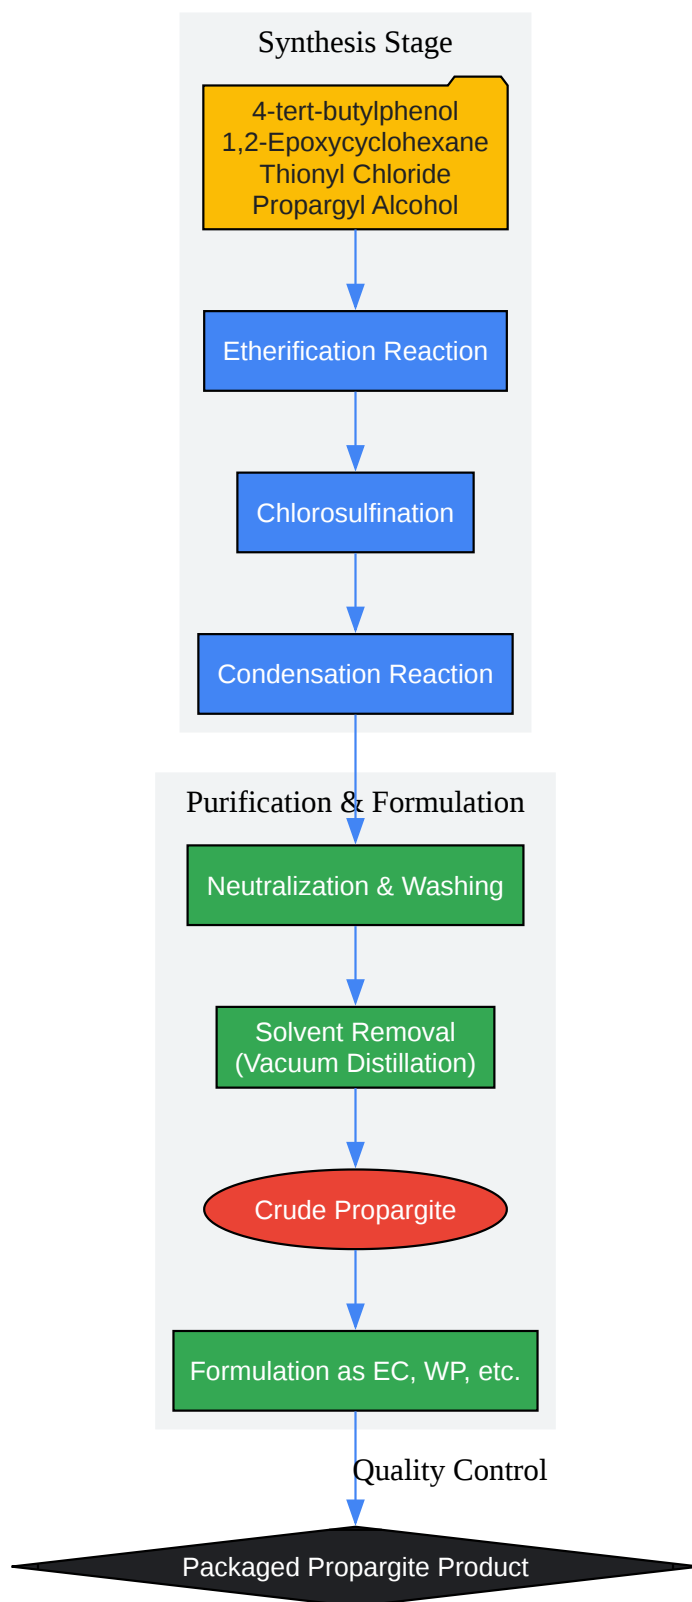 Synthesis Stage
4-tert-butylphenol
1,2-Epoxycyclohexane
Thionyl Chloride
Propargyl Alcohol
Etherification Reaction
Chlorosulfination
Condensation Reaction
Purification & Formulation
Neutralization & Washing
Solvent Removal
(Vacuum Distillation)
Crude Propargite
Formulation as EC, WP, etc.
Quality Control
Packaged Propargite Product